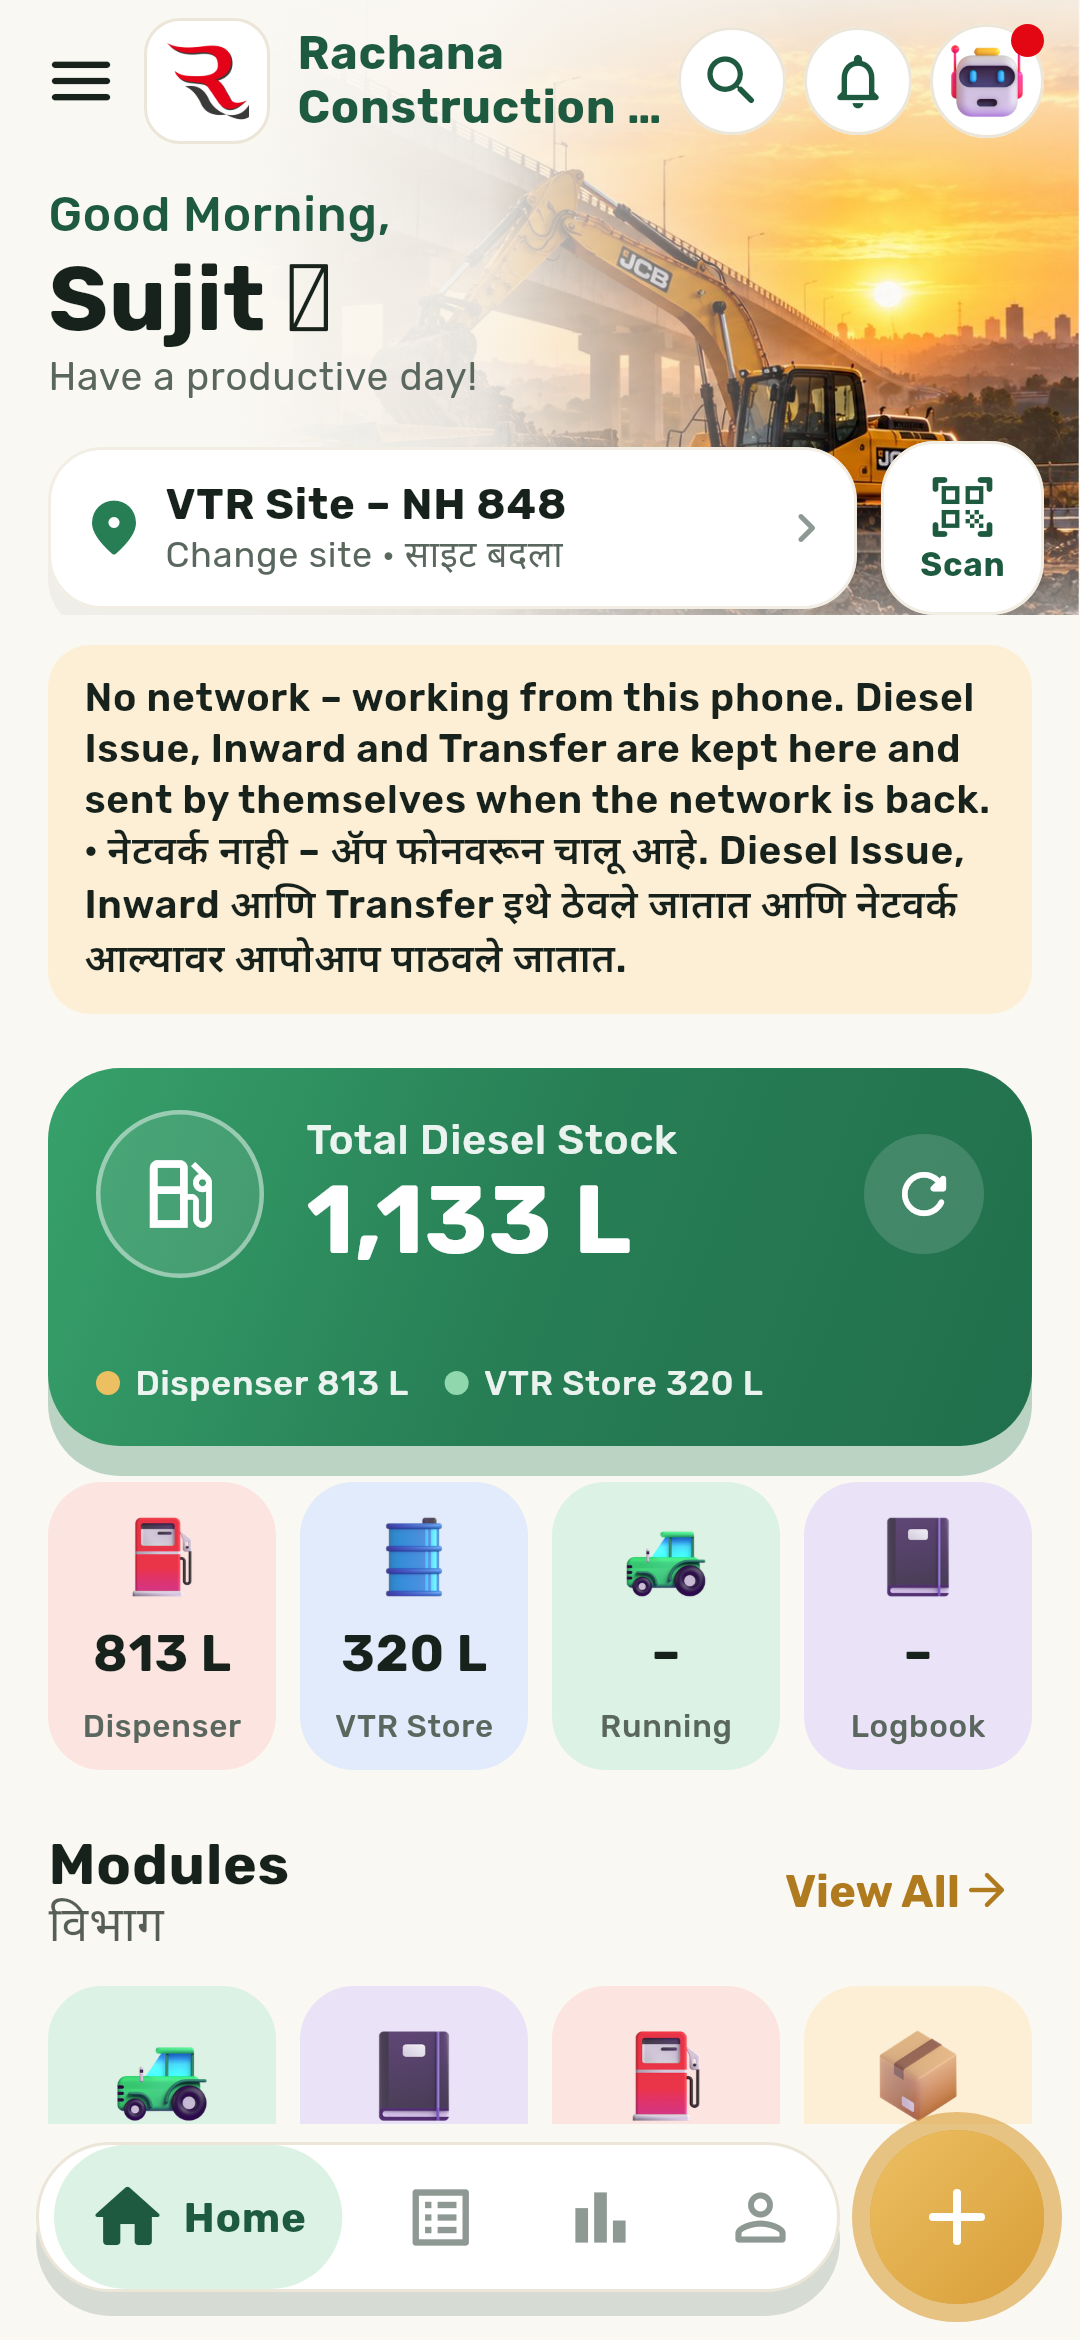 Rachana
Construction ...
Good Morning,
Sujit
Have a productive day!
JCB
VTR Site – NH 848
Change site • साइट बदला
Scan
No network – working from this phone. Diesel
Issue, Inward and Transfer are kept here and
sent by themselves when the network is back.
• नेटवर्क नाही – ॲप फोनवरून चालू आहे. Diesel Issue,
Inward आणि Transfer इथे ठेवले जातात आणि नेटवर्क
आल्यावर आपोआप पाठवले जातात.
Total Diesel Stock
1,133 L
Dispenser 813 L
VTR Store 320 L
813 L
Dispenser
320 L
VTR Store
–
Running
–
Logbook
Modules
विभाग
View All
Home